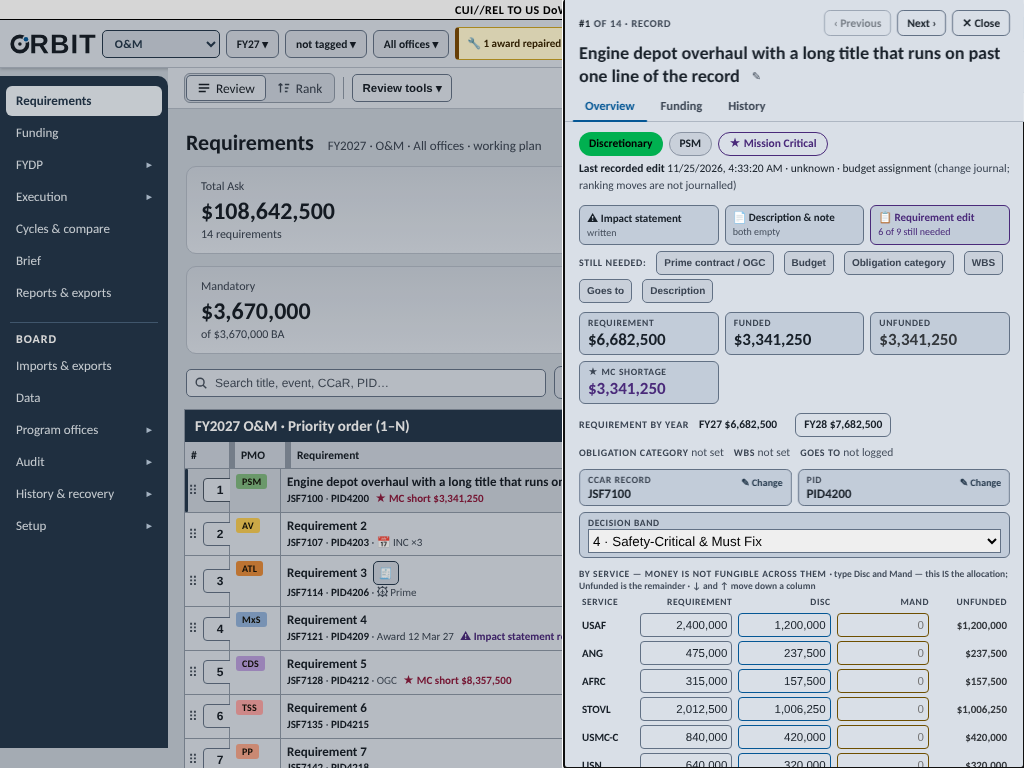 CUI//REL TO US DoW
ORBIT
O&M
FY27 ▾
not tagged ▾
All offices ▾
🔧 1 award repaired
Requirements
Funding
FYDP ▸
Execution ▸
Cycles & compare
Brief
Reports & exports
BOARD
Imports & exports
Data
Program offices ▸
Audit ▸
History & recovery ▸
Setup ▸
Review
Rank
Review tools ▾
Requirements FY2027 · O&M · All offices · working plan
Total Ask
$108,642,500
14 requirements
Mandatory
$3,670,000
of $3,670,000 BA
Search title, event, CCaR, PID…
FY2027 O&M · Priority order (1–N)
# PMO Requirement
1 PSM Engine depot overhaul with a long title that runs on
JSF7100 · PID4200 ★ MC short $3,341,250
2 AV Requirement 2
JSF7107 · PID4203 · 📅 INC ×3
3 ATL Requirement 3
JSF7114 · PID4206 · Prime
4 MxS Requirement 4
JSF7121 · PID4209 · Award 12 Mar 27 ⚠ Impact statement
5 CDS Requirement 5
JSF7128 · PID4212 · OGC ★ MC short $8,357,500
6 TSS Requirement 6
JSF7135 · PID4215
7 PP Requirement 7
JSF7142 · PID4218
#1 OF 14 · RECORD
‹ Previous
Next ›
✕ Close
Engine depot overhaul with a long title that runs on past
one line of the record ✎
Overview
Funding
History
Discretionary
PSM
★ Mission Critical
Last recorded edit 11/25/2026, 4:33:20 AM · unknown · budget assignment (change journal;
ranking moves are not journalled)
⚠ Impact statement
written
📄 Description & note
both empty
📋 Requirement edit
6 of 9 still needed
STILL NEEDED: Prime contract / OGC Budget Obligation category WBS
Goes to Description
REQUIREMENT
$6,682,500
FUNDED
$3,341,250
UNFUNDED
$3,341,250
★ MC SHORTAGE
$3,341,250
REQUIREMENT BY YEAR FY27 $6,682,500 FY28 $7,682,500
OBLIGATION CATEGORY not set WBS not set GOES TO not logged
CCAR RECORD
JSF7100
✎ Change
PID
PID4200
✎ Change
DECISION BAND
4 · Safety-Critical & Must Fix
BY SERVICE — MONEY IS NOT FUNGIBLE ACROSS THEM · type Disc and Mand — this IS the allocation;
Unfunded is the remainder · ↓ and ↑ move down a column
SERVICE REQUIREMENT DISC MAND UNFUNDED
USAF 2,400,000 1,200,000 0 $1,200,000
ANG 475,000 237,500 0 $237,500
AFRC 315,000 157,500 0 $157,500
STOVL 2,012,500 1,006,250 0 $1,006,250
USMC-C 840,000 420,000 0 $420,000
USN 640,000 320,000 0 $320,000